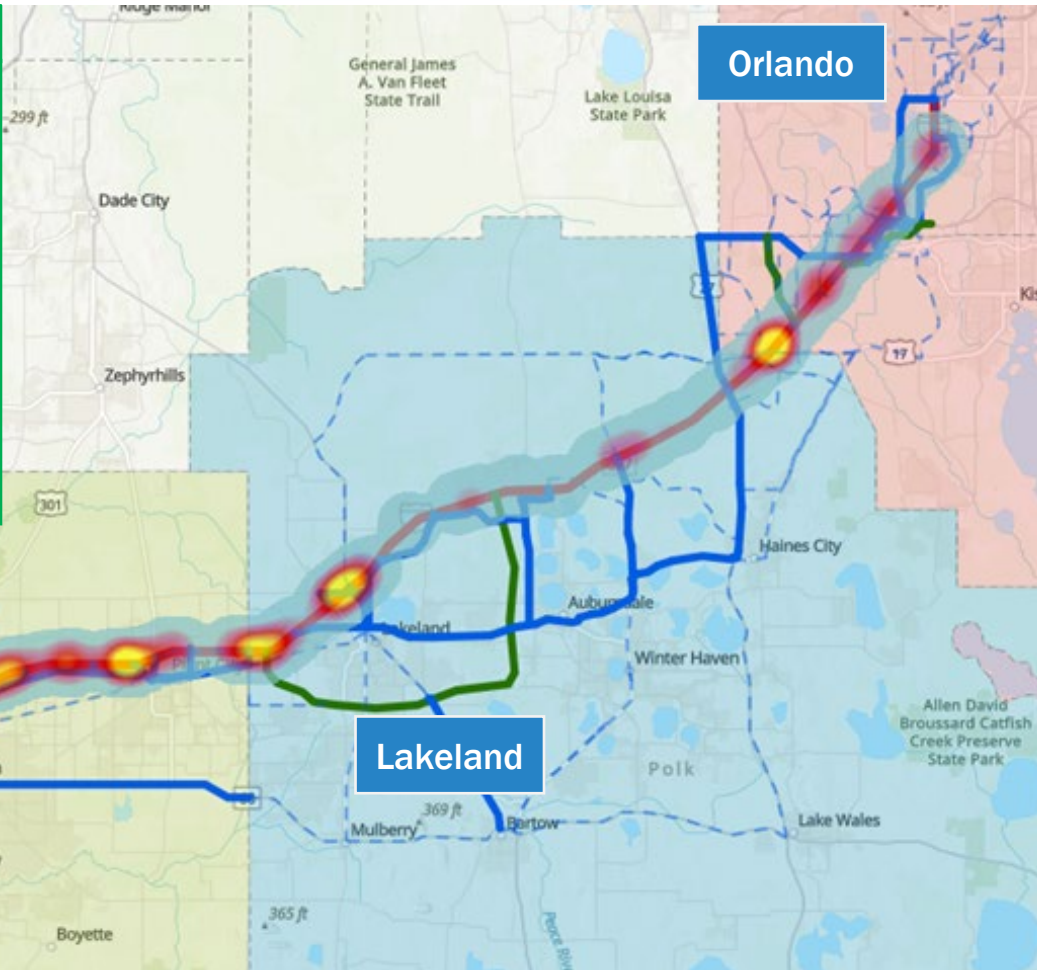 Ridge Manor
General James
A. Van Fleet
State Trail
Orlando
Lake Louisa
State Park
299 ft
Dade City
Zephyrhills
17
301
Haines City
Auburndale
Lakeland
Winter Haven
Lakeland
Allen David
Broussard Catfish
Creek Preserve
State Park
Polk
369 ft
Mulberry
Bartow
Lake Wales
365 ft
Boyette